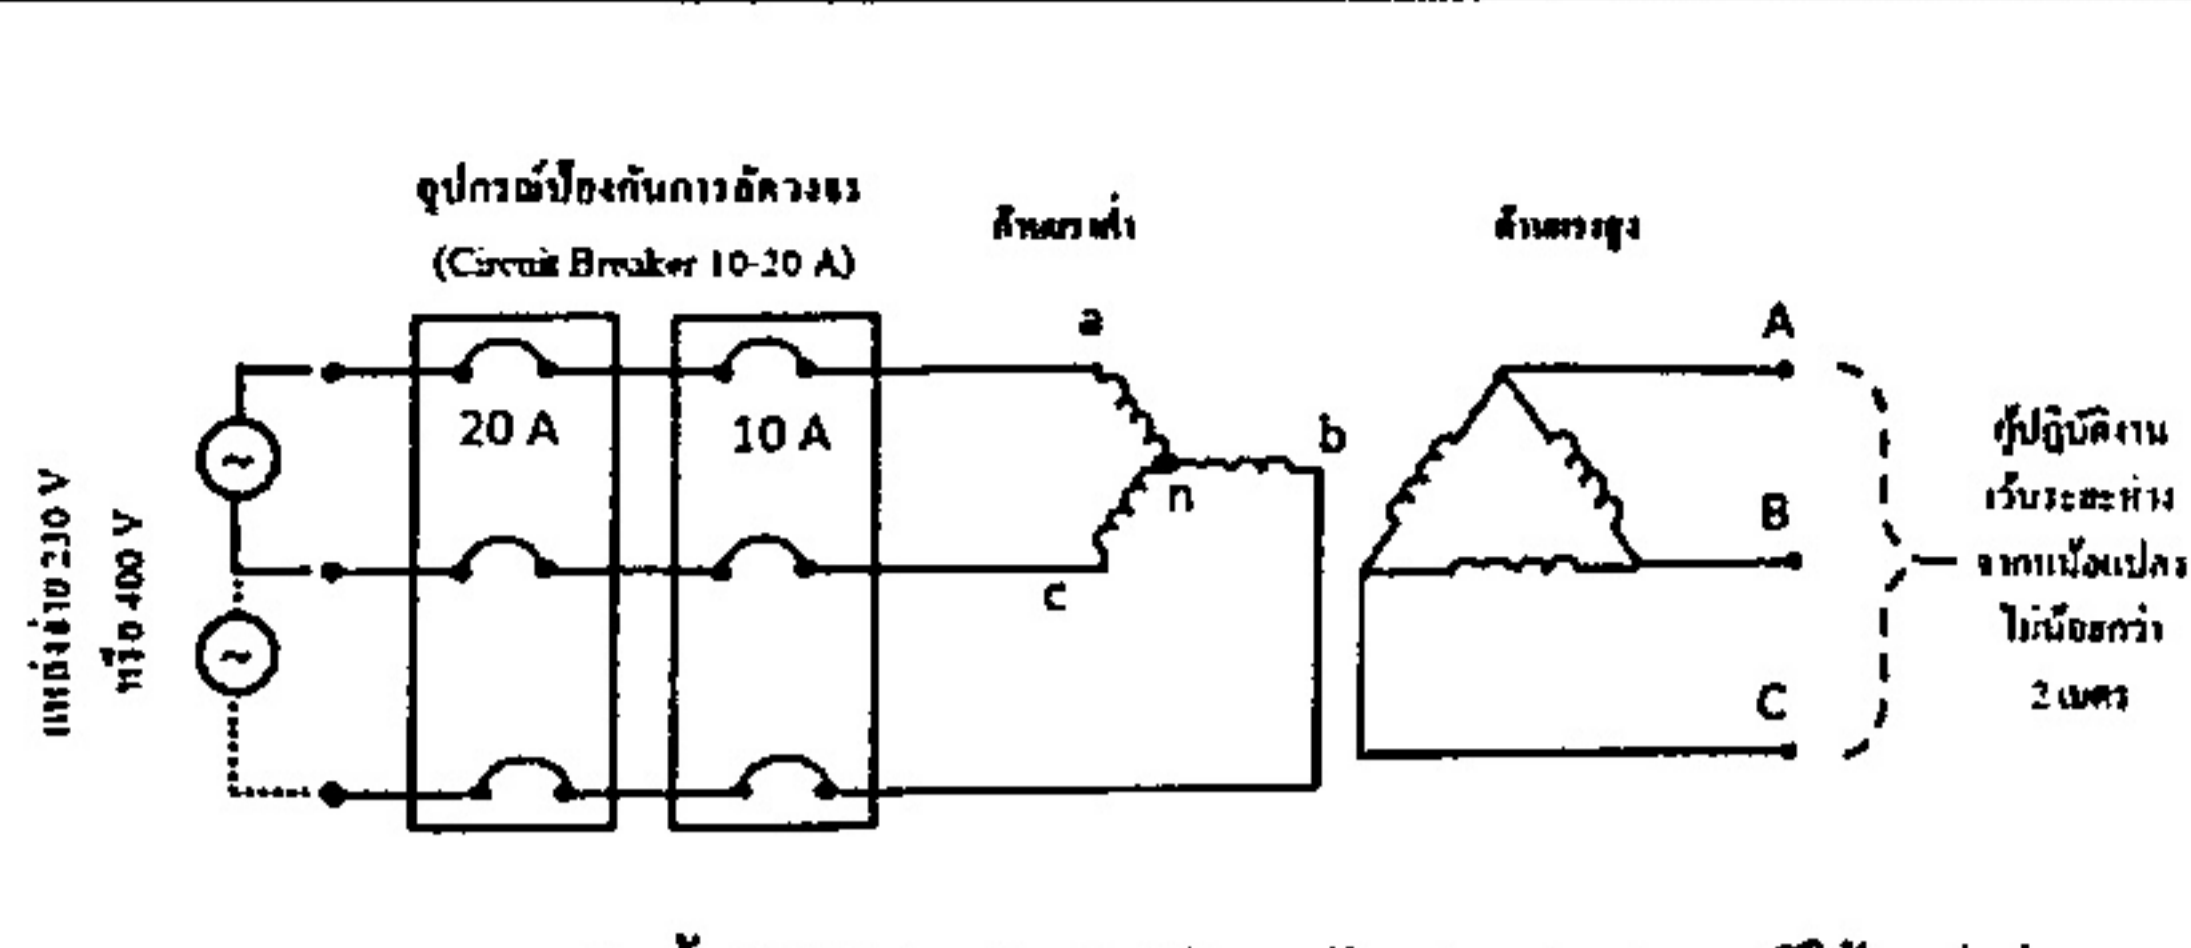 อุปกรณ์ป้องกันการลัดวงจร
(Circuit Breaker 10-20 A)
ด้านแรงต่ำ
ด้านแรงสูง
a
A
20 A
10 A
b
n
B
c
C
แหล่งจ่าย 230 V
หรือ 400 V
ผู้ปฏิบัติงาน
เว้นระยะห่าง
จากหม้อแปลง
ไม่น้อยกว่า
2 เมตร